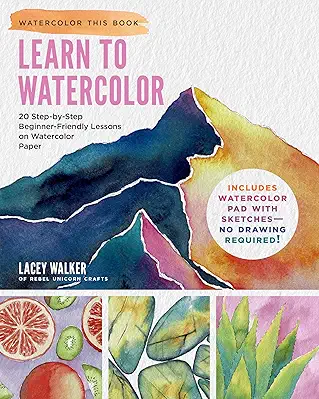 WATERCOLOR THIS BOOK
LEARN TO
WATERCOLOR
20 Step-by-Step
Beginner-Friendly Lessons
on Watercolor
Paper
INCLUDES
WATERCOLOR
PAD WITH
SKETCHES—
NO DRAWING
REQUIRED!
LACEY WALKER
OF REBEL UNICORN CRAFTS